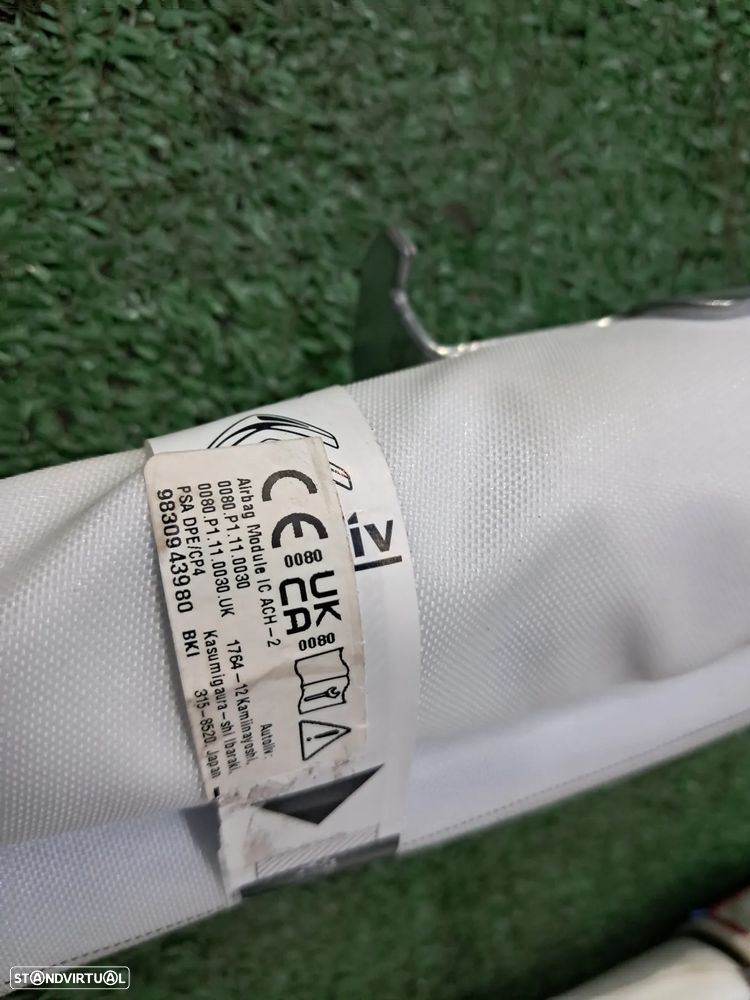 iv
CE
0080
UK
CA
0080
Airbag Module IC ACH-2
0080.P1.11.0030
0080.P1.11.0030.UK
PSA DPE/CP4
9830943980 BKI
Autoliv:
1764-12 Kamiinayoshi,
Kasumigaura-shi Ibaraki,
315-8520, Japan
STANDVIRTUAL